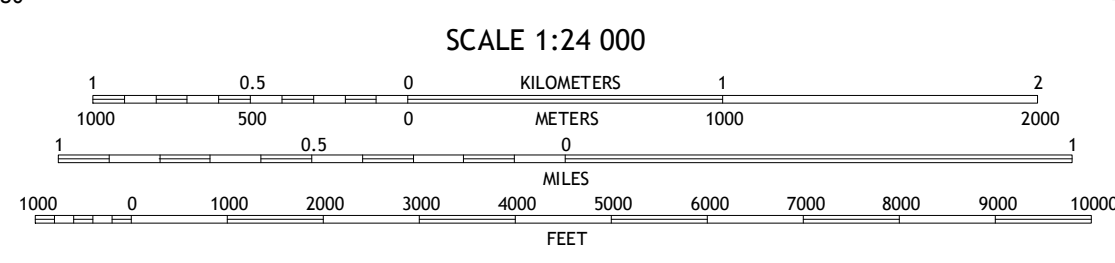 SCALE 1:24 000
1 0.5 0 KILOMETERS 1 2
1000 500 0 METERS 1000 2000
1 0.5 0 1
MILES
1000 0 1000 2000 3000 4000 5000 6000 7000 8000 9000 10000
FEET